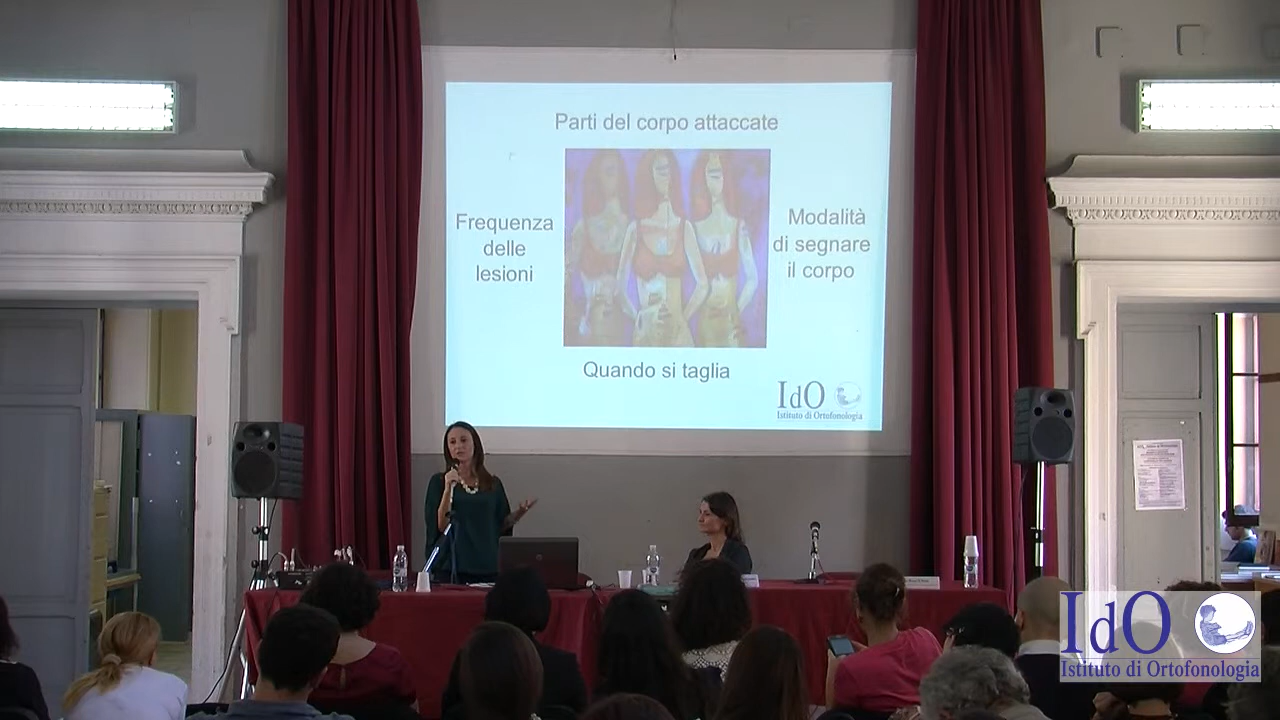 Parti del corpo attaccate
Frequenza
delle
lesioni
Modalità
di segnare
il corpo
Quando si taglia
IdO
Istituto di Ortofonologia
IdO
Istituto di Ortofonologia